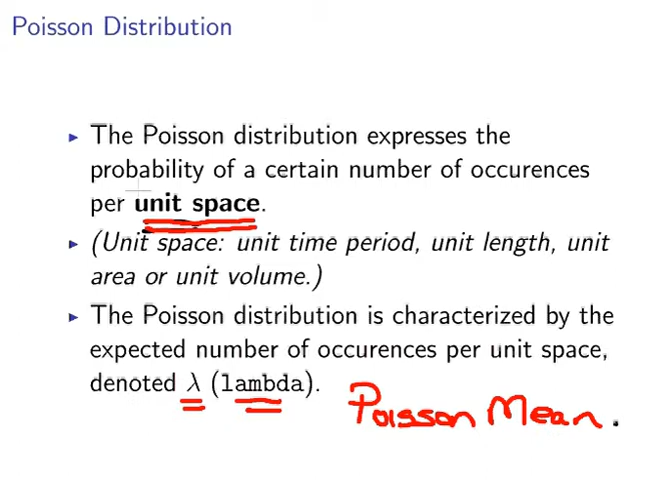 Poisson Distribution
The Poisson distribution expresses the
probability of a certain number of occurences
per unit space.
(Unit space: unit time period, unit length, unit
area or unit volume.)
The Poisson distribution is characterized by the
expected number of occurences per unit space,
denoted λ (lambda).
Poisson Mean.